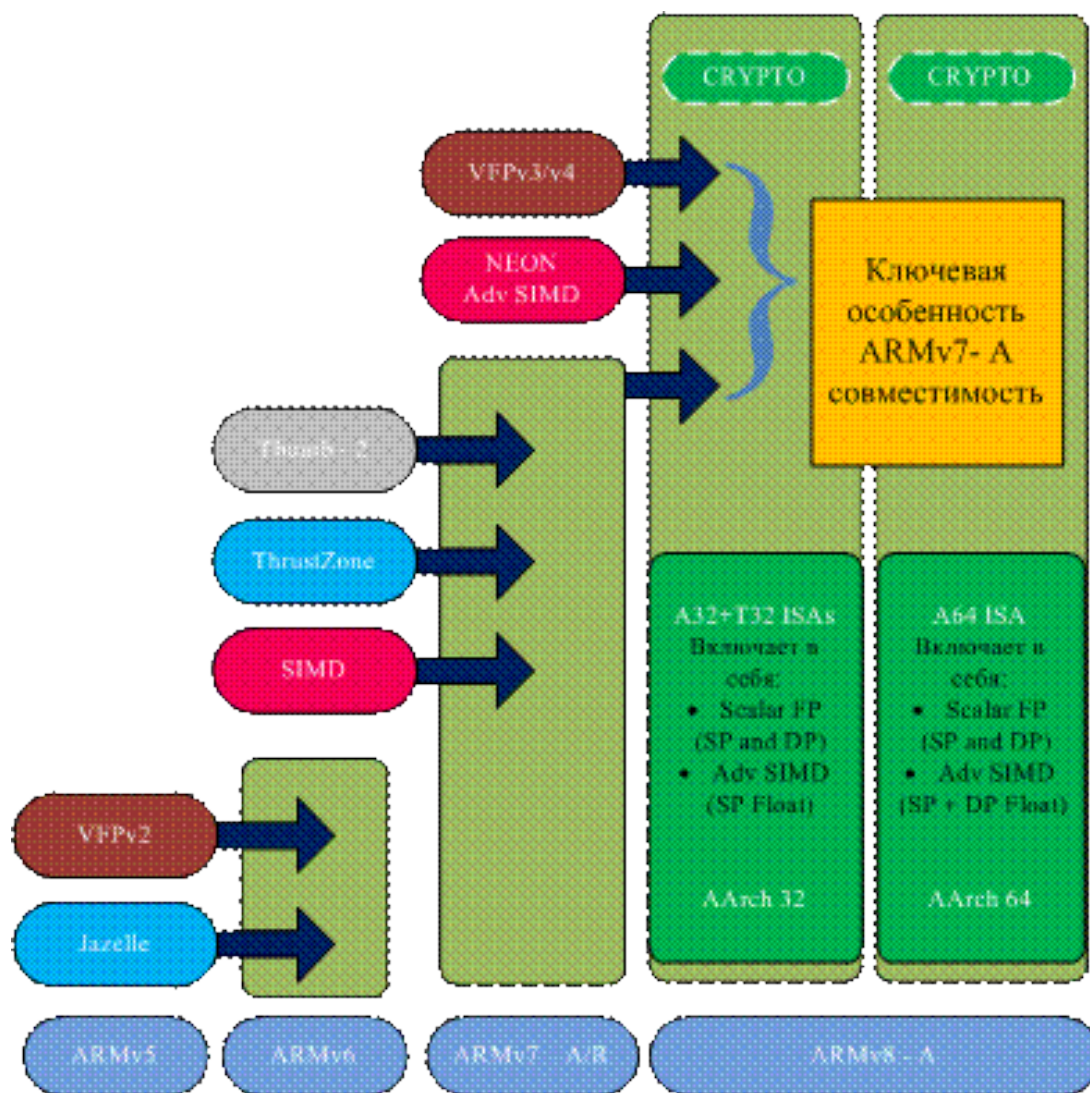 CRYPTO
CRYPTO
VFPv3/v4
NEON
Adv SIMD
Ключевая
особенность
ARMv7- A
совместимость
Thumb - 2
ThrustZone
SIMD
A32+T32 ISAs
Включает в
себя:
• Scalar FP
(SP and DP)
• Adv SIMD
(SP Float)
AArch 32
A64 ISA
Включает в
себя:
• Scalar FP
(SP and DP)
• Adv SIMD
(SP + DP Float)
AArch 64
VFPv2
Jazelle
ARMv5
ARMv6
ARMv7 A/R
ARMv8 - A